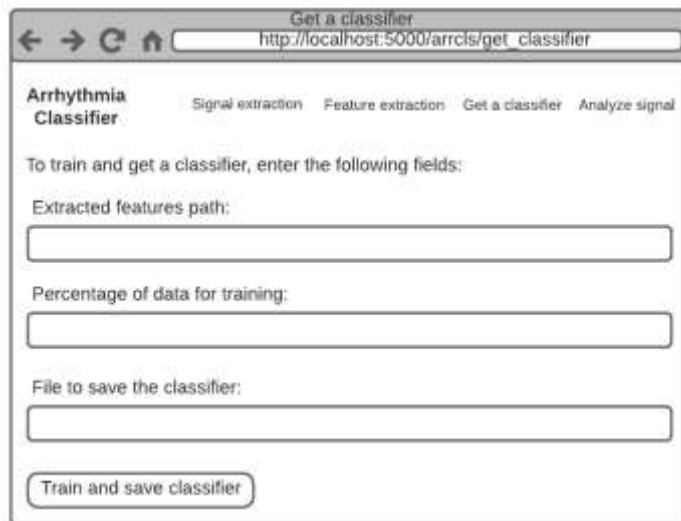 Get a classifier
http://localhost:5000/arrcls/get_classifier
Arrhythmia
Classifier
Signal extraction Feature extraction Get a classifier Analyze signal
To train and get a classifier, enter the following fields:
Extracted features path:
Percentage of data for training:
File to save the classifier:
Train and save classifier